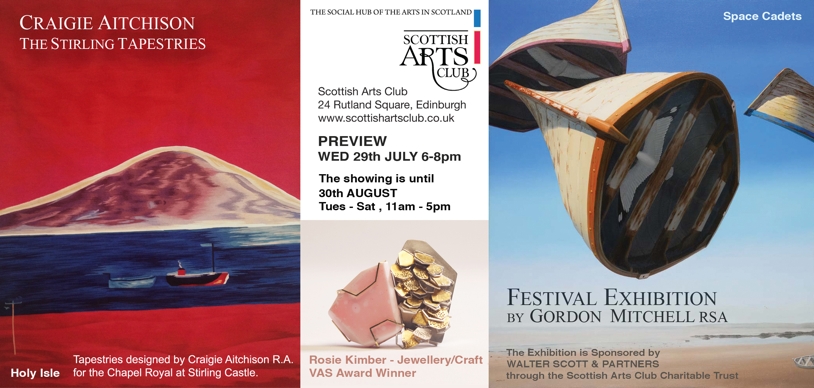 CRAIGIE AITCHISON
THE STIRLING TAPESTRIES
Holy Isle
Tapestries designed by Craigie Aitchison R.A.
for the Chapel Royal at Stirling Castle.
THE SOCIAL HUB OF THE ARTS IN SCOTLAND
SCOTTISH
ARTS
CLUB
Scottish Arts Club
24 Rutland Square, Edinburgh
www.scottishartsclub.co.uk
PREVIEW
WED 29th JULY 6-8pm
The showing is until
30th AUGUST
Tues - Sat , 11am - 5pm
Rosie Kimber - Jewellery/Craft
VAS Award Winner
Space Cadets
FESTIVAL EXHIBITION
BY GORDON MITCHELL RSA
The Exhibition is Sponsored by
WALTER SCOTT & PARTNERS
through the Scottish Arts Club Charitable Trust